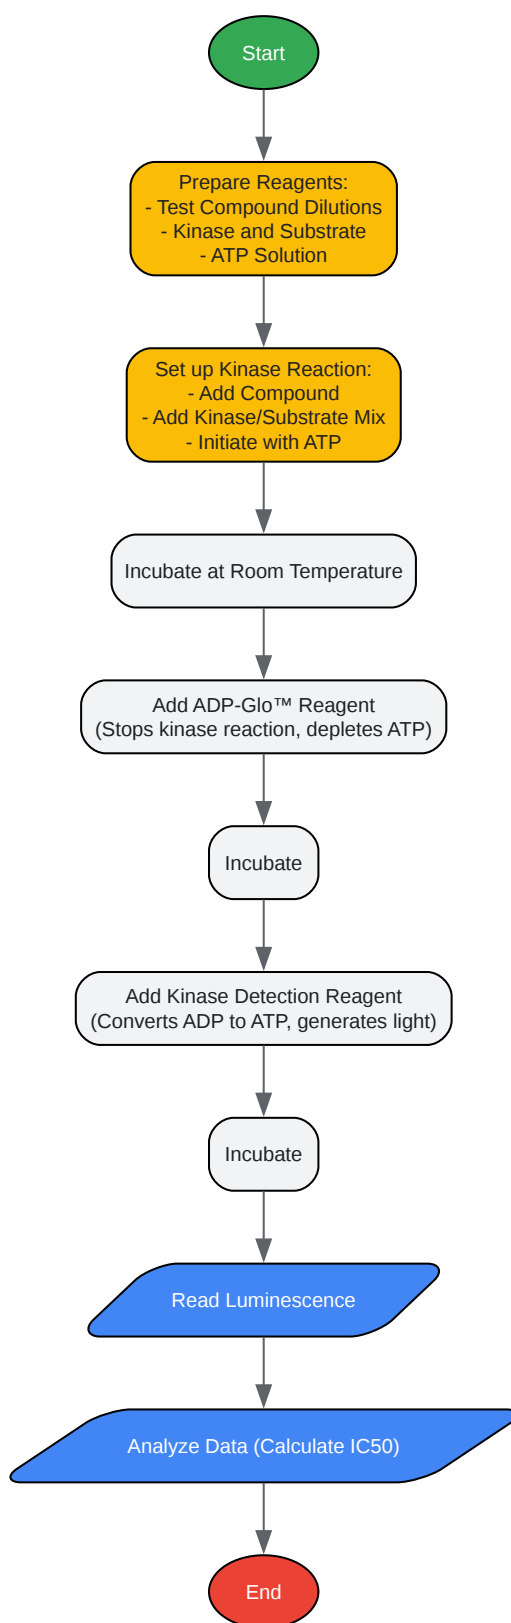 Start
Prepare Reagents:
- Test Compound Dilutions
- Kinase and Substrate
- ATP Solution
Set up Kinase Reaction:
- Add Compound
- Add Kinase/Substrate Mix
- Initiate with ATP
Incubate at Room Temperature
Add ADP-Glo™ Reagent
(Stops kinase reaction, depletes ATP)
Incubate
Add Kinase Detection Reagent
(Converts ADP to ATP, generates light)
Incubate
Read Luminescence
Analyze Data (Calculate IC50)
End